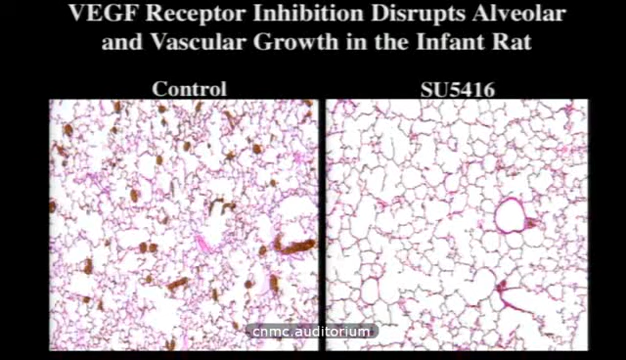 VEGF Receptor Inhibition Disrupts Alveolar
and Vascular Growth in the Infant Rat
Control
SU5416
cnmc.auditorium